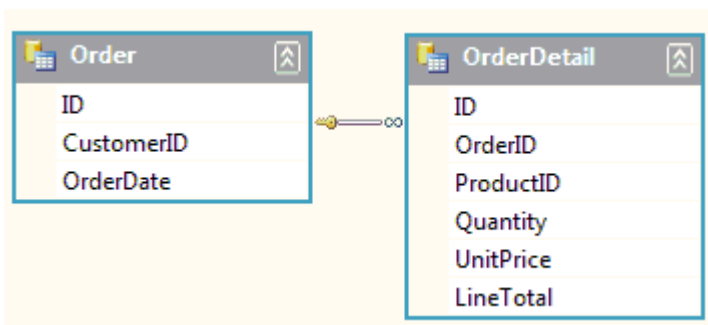 Order
ID
CustomerID
OrderDate
OrderDetail
ID
OrderID
ProductID
Quantity
UnitPrice
LineTotal